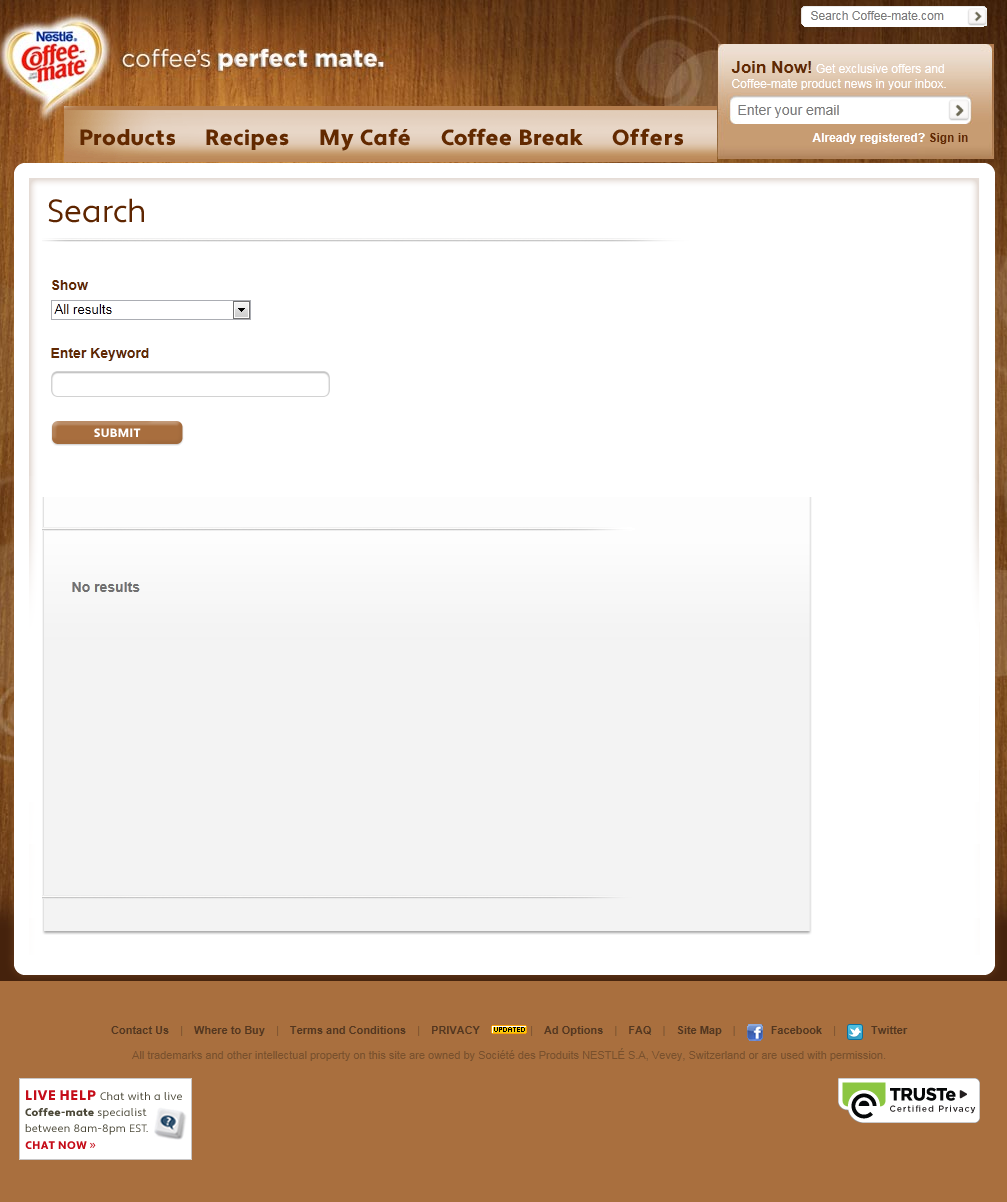 Search Coffee-mate.com
Nestlé®
Coffee-
mate®
coffee's perfect mate.
Join Now! Get exclusive offers and
Coffee-mate product news in your inbox.
Enter your email
Already registered? Sign in
Products Recipes My Café Coffee Break Offers
Search
Show
All results
Enter Keyword
SUBMIT
No results
Contact Us | Where to Buy | Terms and Conditions | PRIVACY UPDATED | Ad Options | FAQ | Site Map | Facebook | Twitter
All trademarks and other intellectual property on this site are owned by Société des Produits NESTLÉ S.A, Vevey, Switzerland or are used with permission.
LIVE HELP Chat with a live
Coffee-mate specialist
between 8am-8pm EST.
CHAT NOW »
TRUSTe
Certified Privacy